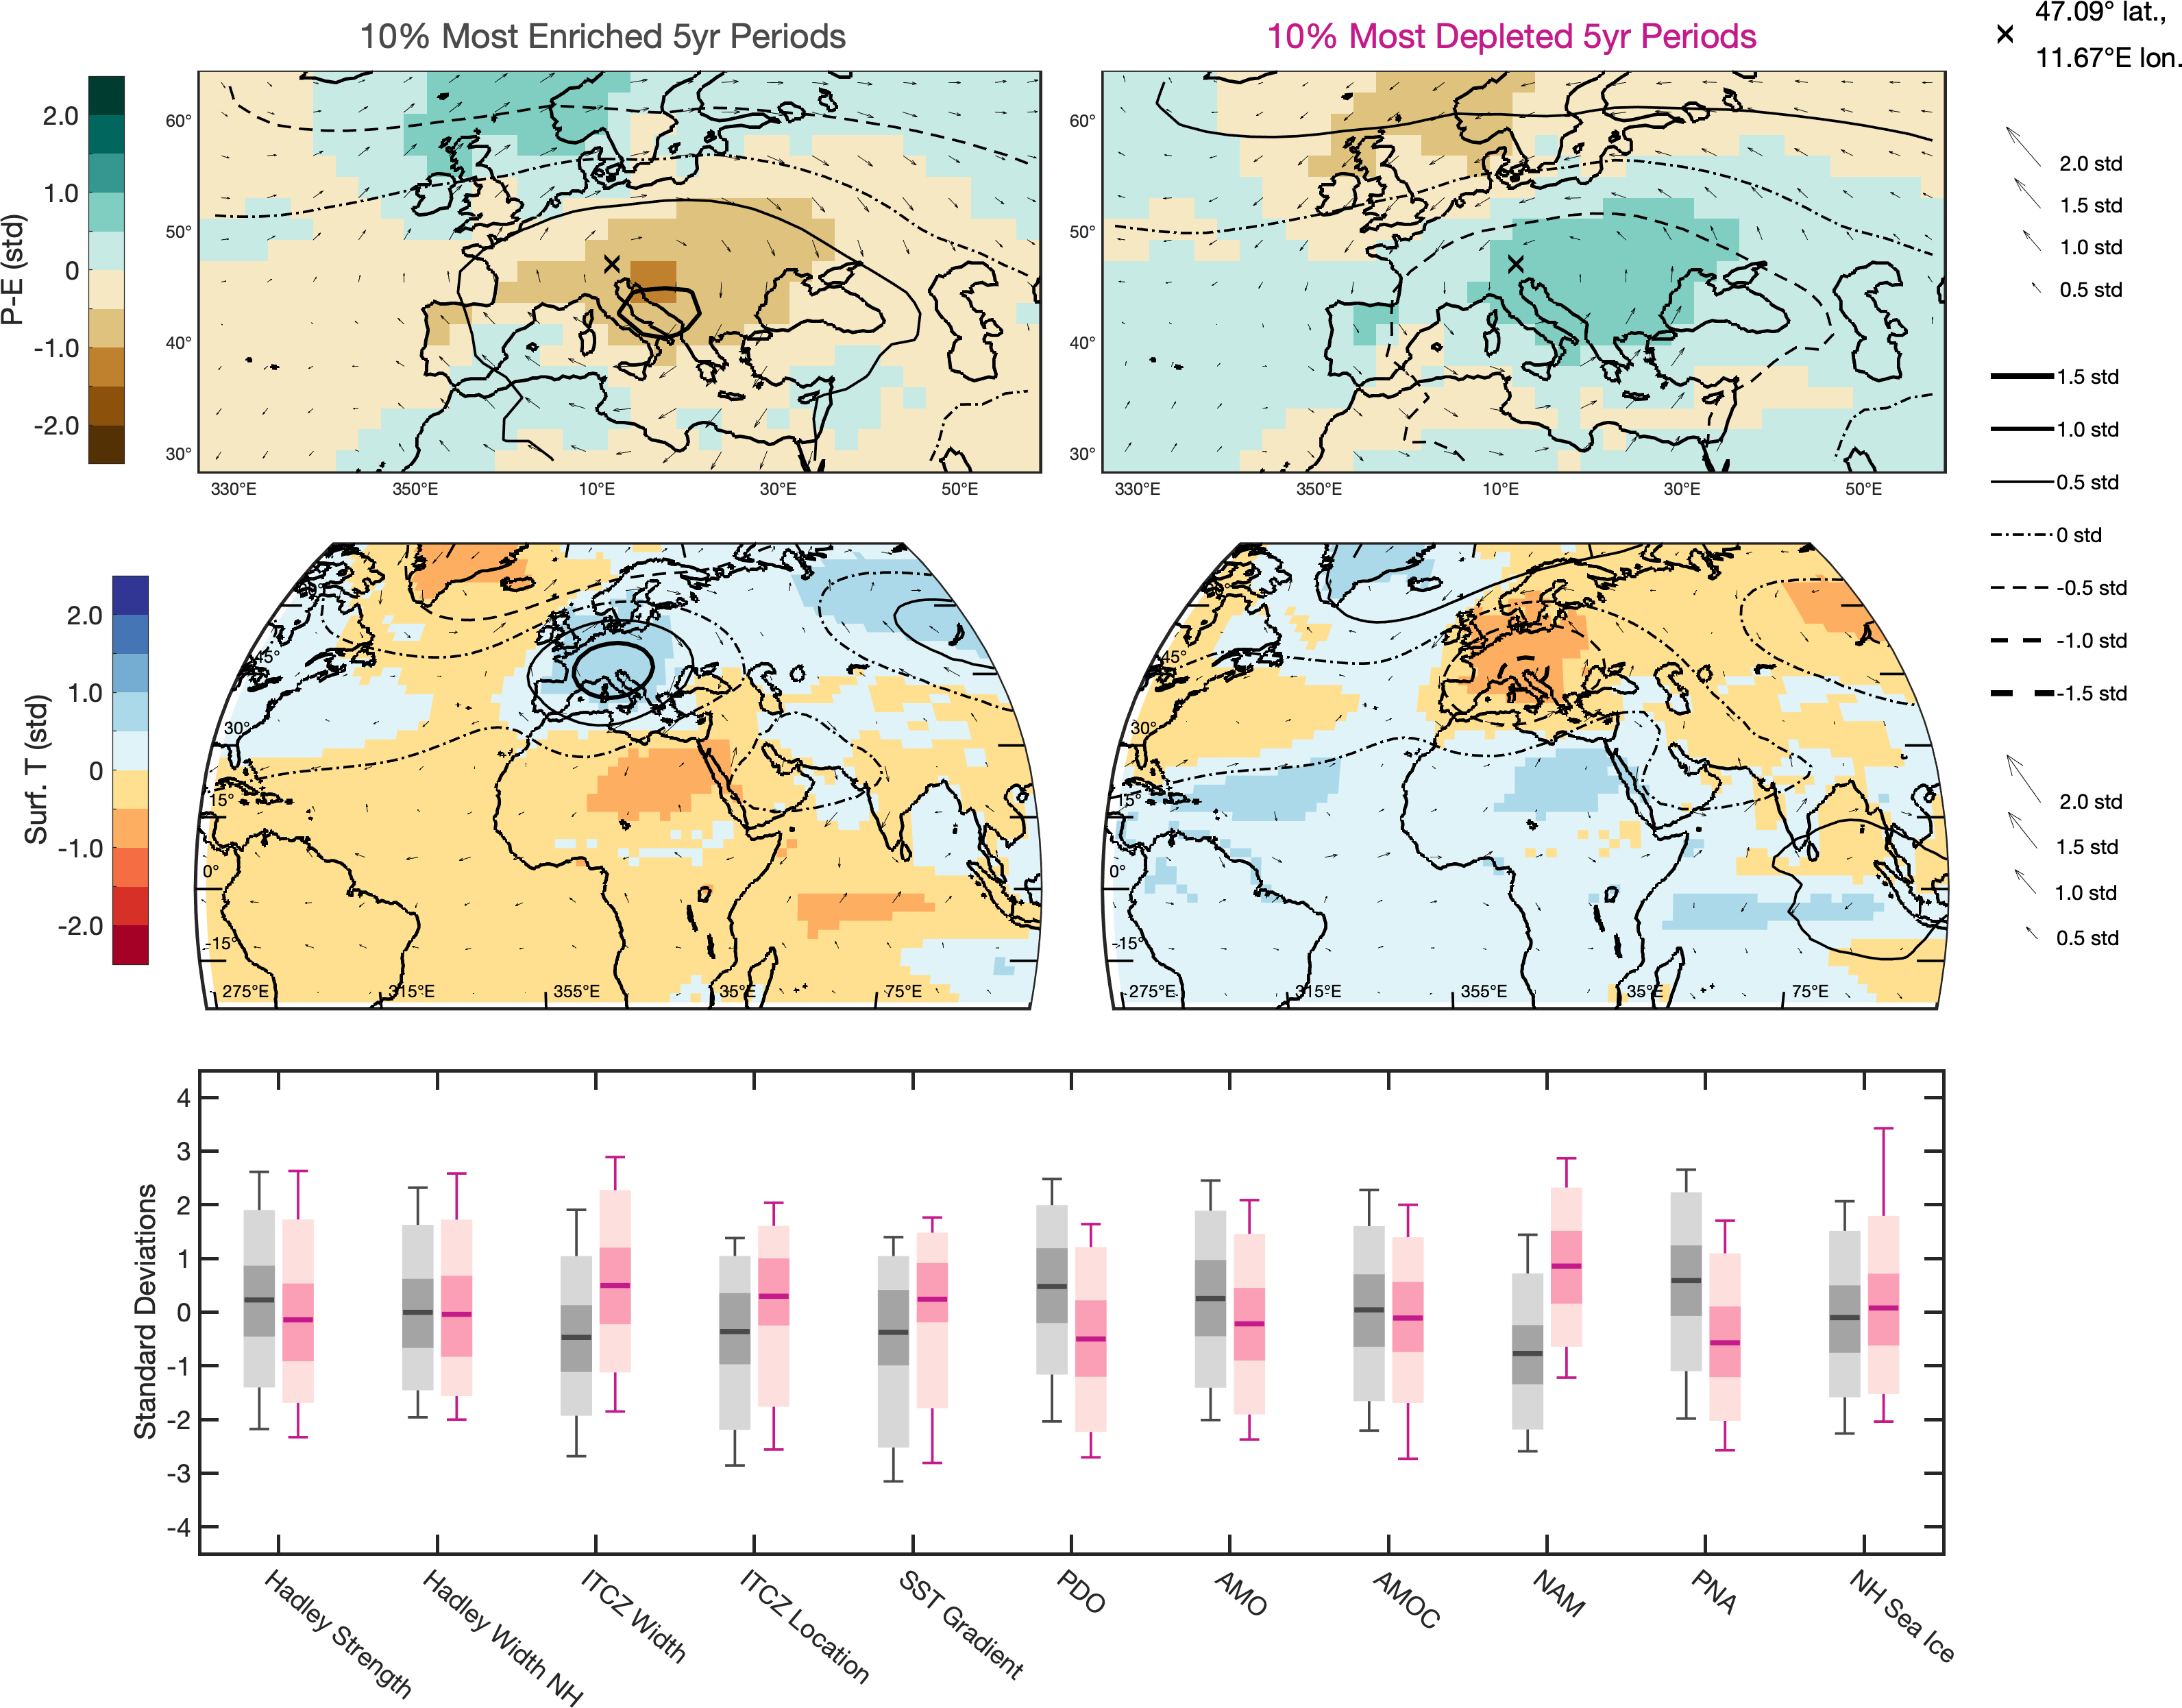 10% Most Enriched 5yr Periods
10% Most Depleted 5yr Periods
47.09° lat.,
11.67°E lon.
P-E (std)
2.0
1.0
0
-1.0
-2.0
60°
50°
40°
30°
330°E
350°E
10°E
30°E
50°E
60°
50°
40°
30°
330°E
350°E
10°E
30°E
50°E
2.0 std
1.5 std
1.0 std
0.5 std
1.5 std
1.0 std
0.5 std
0 std
-0.5 std
-1.0 std
-1.5 std
2.0 std
1.5 std
1.0 std
0.5 std
Surf. T (std)
2.0
1.0
0
-1.0
-2.0
45°
30°
15°
0°
-15°
275°E
315°E
355°E
35°E
75°E
45°
30°
15°
0°
-15°
275°E
315°E
355°E
35°E
75°E
Standard Deviations
4
3
2
1
0
-1
-2
-3
-4
Hadley Strength
Hadley Width NH
ITCZ Width
ITCZ Location
SST Gradient
PDO
AMO
AMOC
NAM
PNA
NH Sea Ice